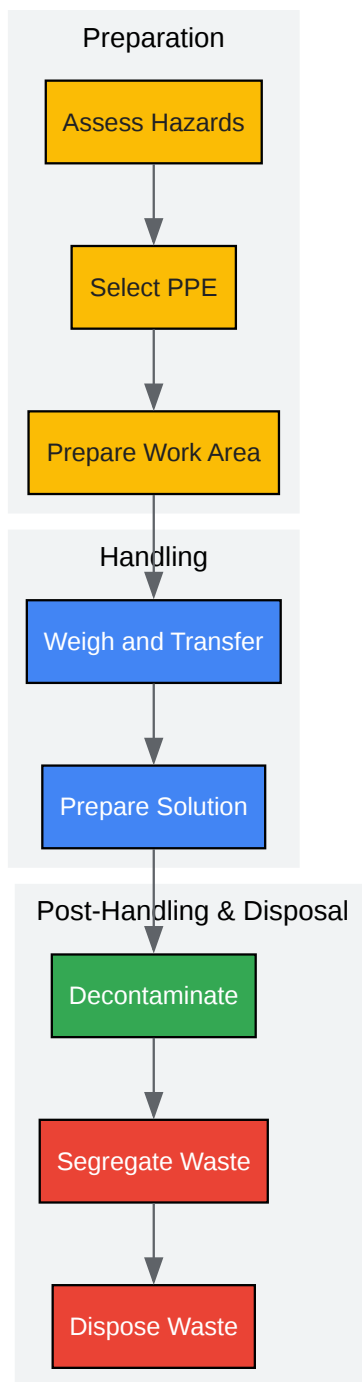 Preparation
Assess Hazards
Select PPE
Prepare Work Area
Handling
Weigh and Transfer
Prepare Solution
Post-Handling & Disposal
Decontaminate
Segregate Waste
Dispose Waste